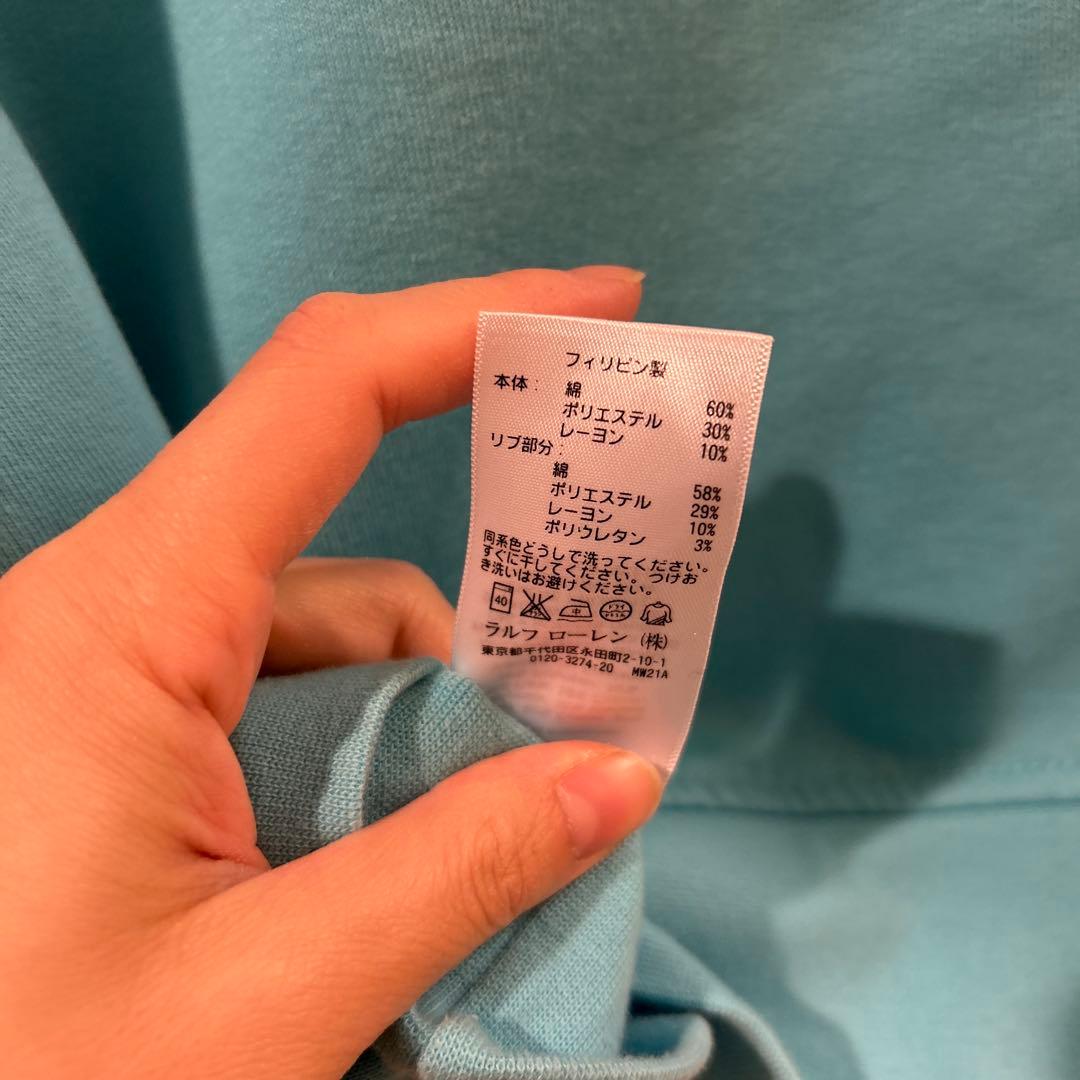 フィリピン製
本体: 綿 60%
ポリエステル 30%
レーヨン 10%
リブ部分:
綿 58%
ポリエステル 29%
レーヨン 10%
ポリウレタン 3%
同系色どうしで洗ってください。
すぐに干してください。つけお
き洗いはお避けください。
40 中 ドライ
ラルフ ローレン (株)
東京都千代田区永田町2-10-1
0120-3274-20 MW21A